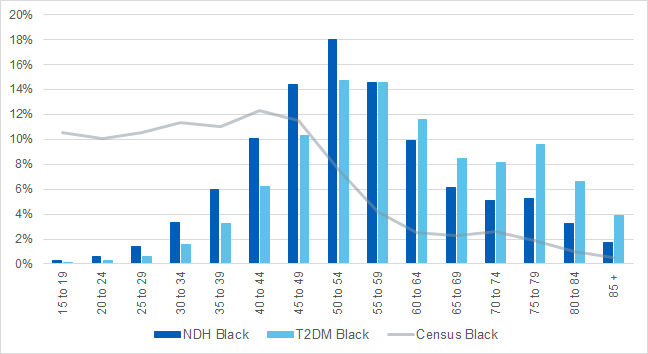 20%
18%
16%
14%
12%
10%
8%
6%
4%
2%
0%
15 to 19
20 to 24
25 to 29
30 to 34
35 to 39
40 to 44
45 to 49
50 to 54
55 to 59
60 to 64
65 to 69
70 to 74
75 to 79
80 to 84
85 +
NDH Black T2DM Black Census Black